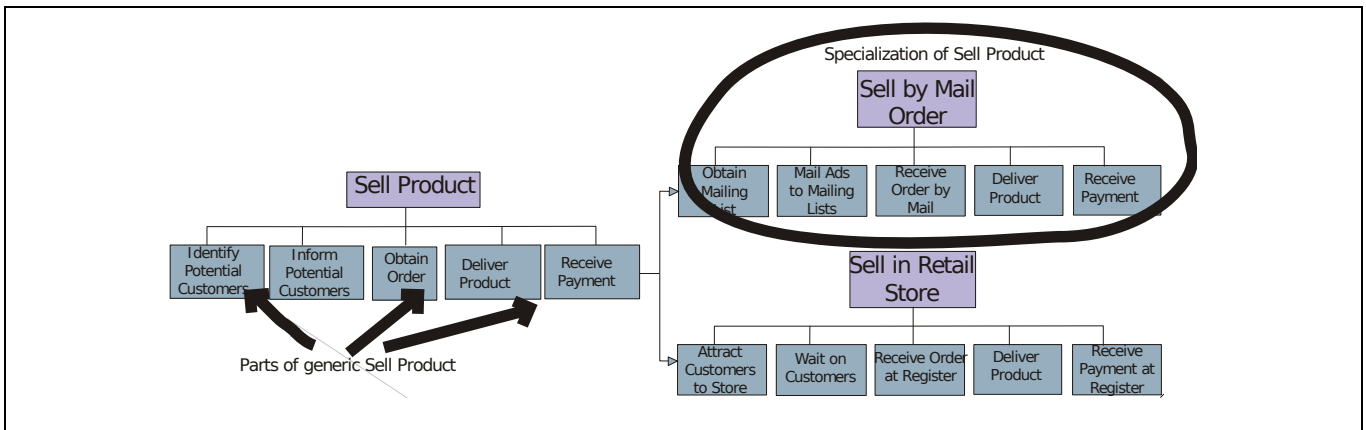 Specialization of Sell Product
Sell by Mail
Order
Obtain
Mailing
List
Mail Ads
to Mailing
Lists
Receive
Order by
Mail
Deliver
Product
Receive
Payment
Sell Product
Identify
Potential
Customers
Inform
Potential
Customers
Obtain
Order
Deliver
Product
Receive
Payment
Parts of generic Sell Product
Sell in Retail
Store
Attract
Customers
to Store
Wait on
Customers
Receive Order
at Register
Deliver
Product
Receive
Payment at
Register